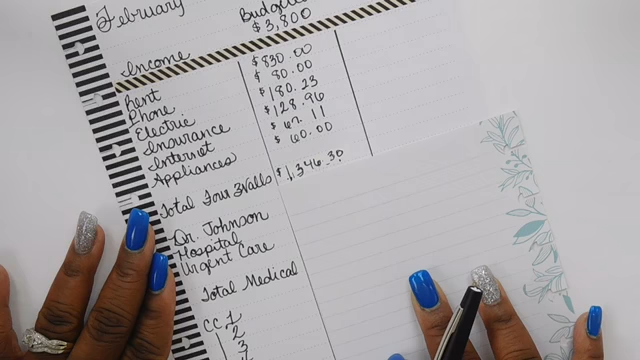 February Budgeted
Income $3,800
Rent $830.00
Phone $80.00
Electric $180.23
Insurance $128.96
Internet $67.11
Appliances $60.00
Total Four Walls $1,346.30
Dr. Johnson
Hospital
Urgent Care
Total Medical
CC 1
2
3